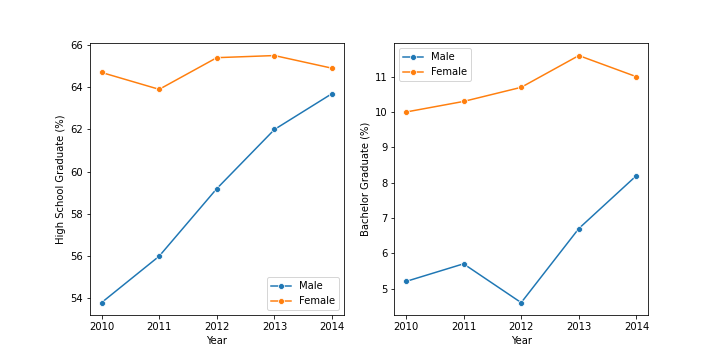 High School Graduate (%)
66
64
62
60
58
56
54
2010 2011 2012 2013 2014
Year
Male
Female
Bachelor Graduate (%)
11
10
9
8
7
6
5
2010 2011 2012 2013 2014
Year
Male
Female